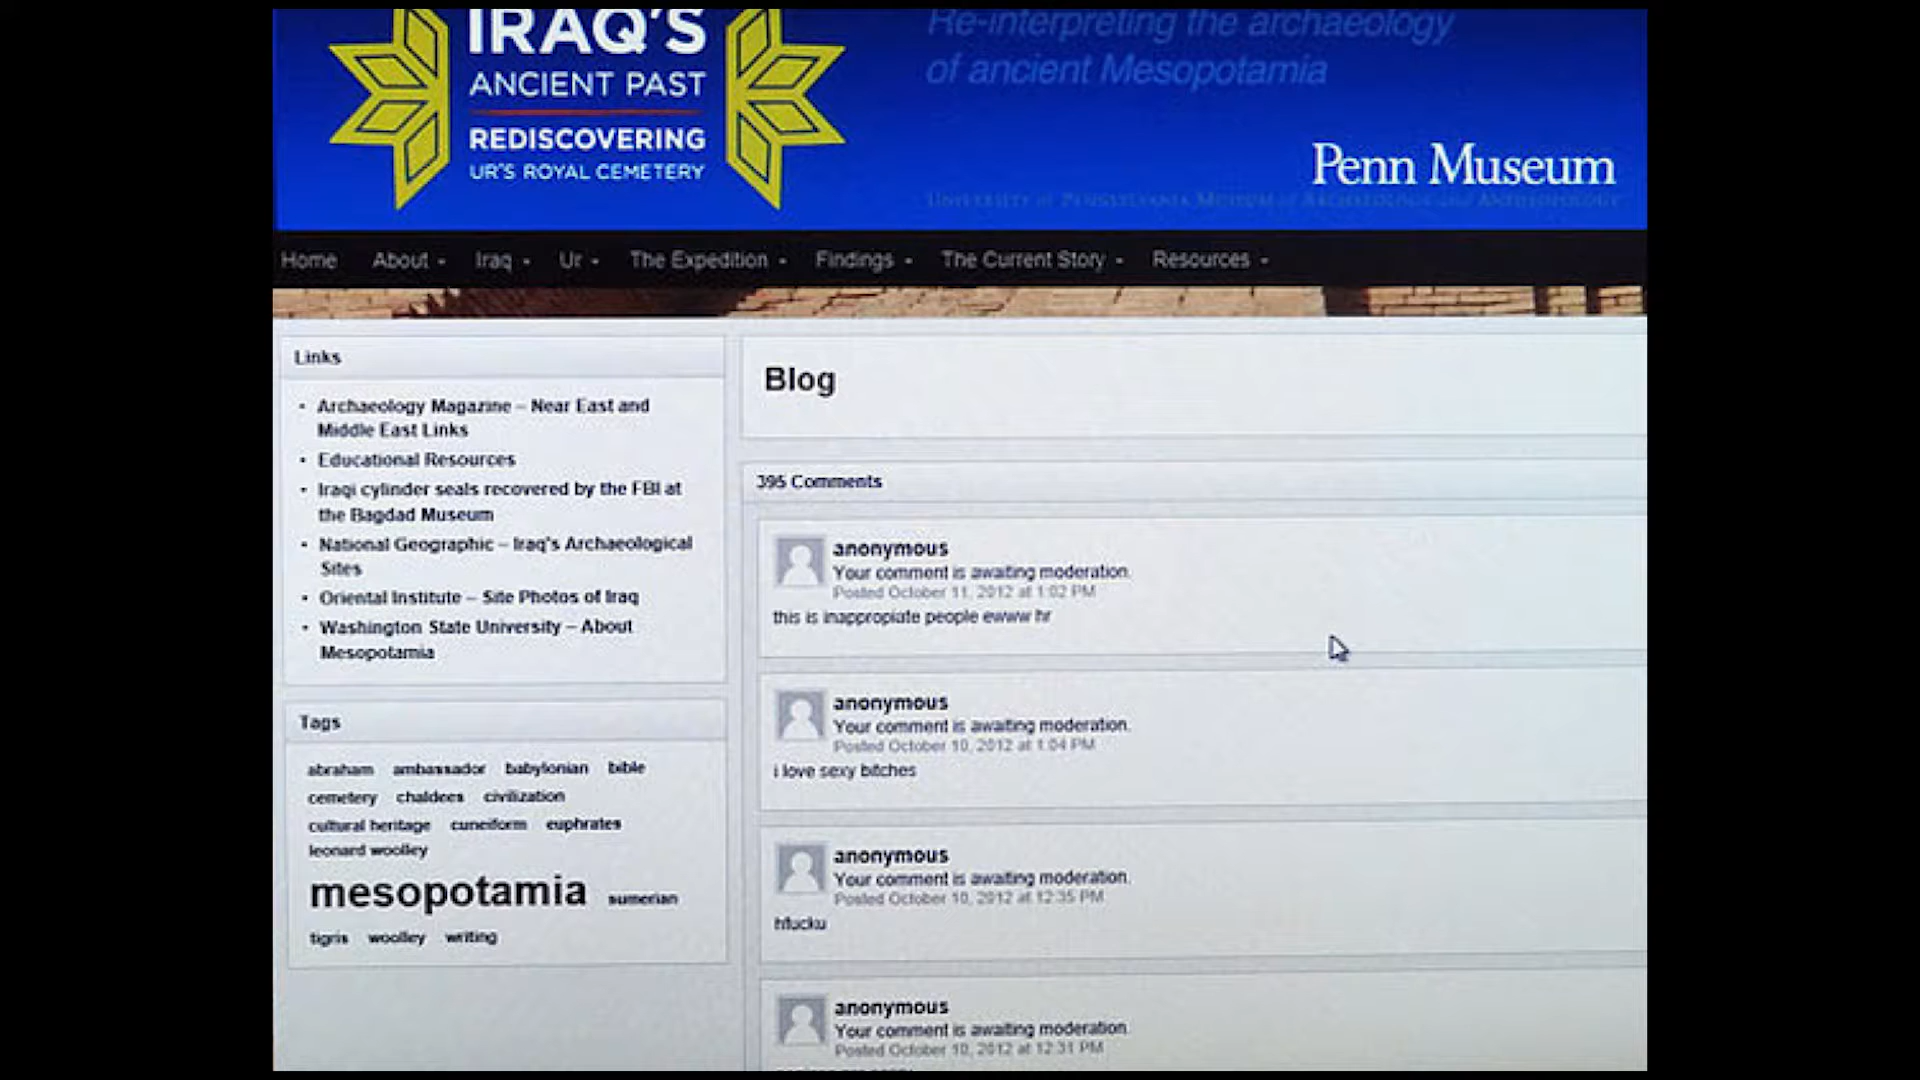 IRAQ'S
ANCIENT PAST
REDISCOVERING
UR'S ROYAL CEMETERY
Re-interpreting the archaeology
of ancient Mesopotamia
Penn Museum
UNIVERSITY of PENNSYLVANIA MUSEUM of ARCHAEOLOGY and ANTHROPOLOGY
Home About Iraq Ur The Expedition Findings The Current Story Resources
Links
Archaeology Magazine – Near East and
Middle East Links
Educational Resources
Iraqi cylinder seals recovered by the FBI at
the Bagdad Museum
National Geographic – Iraq's Archaeological
Sites
Oriental Institute – Site Photos of Iraq
Washington State University – About
Mesopotamia
Tags
abraham ambassador babylonian bible
cemetery chaldees civilization
cultural heritage cuneiform euphrates
leonard woolley
mesopotamia sumerian
tigris woolley writing
Blog
395 Comments
anonymous
Your comment is awaiting moderation.
Posted October 11, 2012 at 1:02 PM
this is inappropiate people ewww hr
anonymous
Your comment is awaiting moderation.
Posted October 10, 2012 at 1:04 PM
i love sexy bitches
anonymous
Your comment is awaiting moderation.
Posted October 10, 2012 at 12:35 PM
hfucku
anonymous
Your comment is awaiting moderation.
Posted October 10, 2012 at 12:31 PM